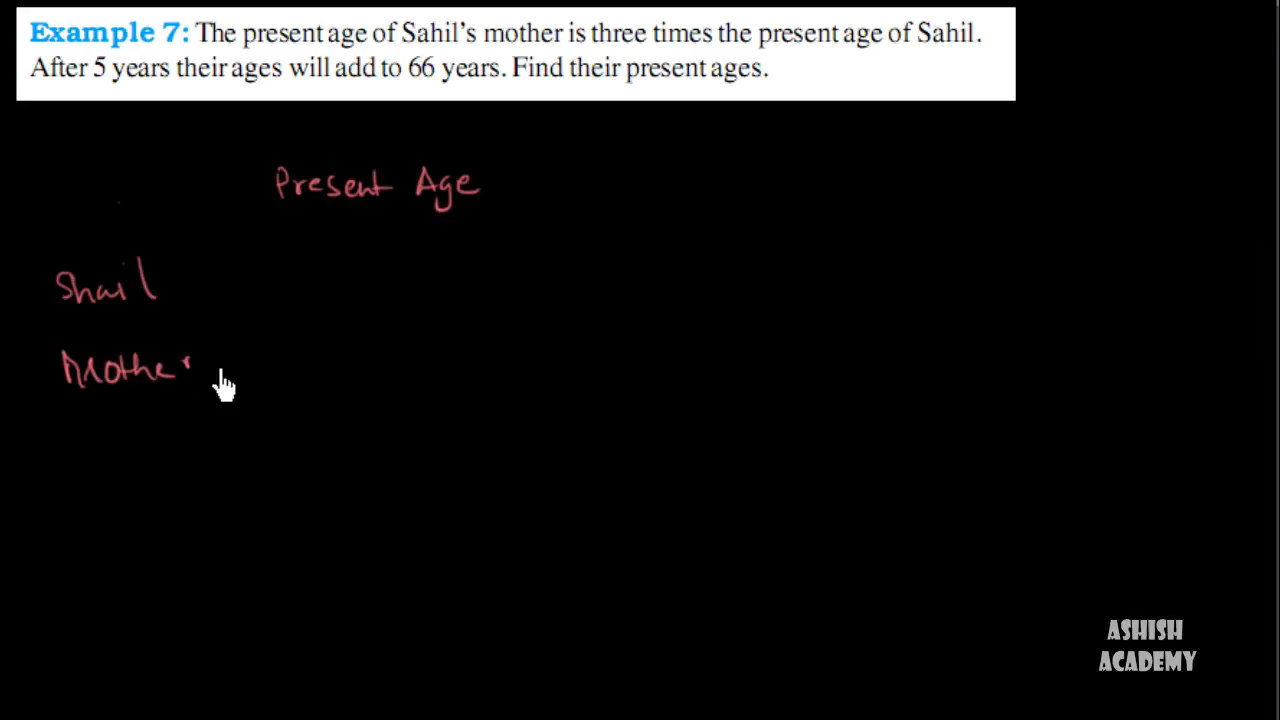 Example 7: The present age of Sahil's mother is three times the present age of Sahil.
After 5 years their ages will add to 66 years. Find their present ages.
Present Age
Shail
Mother
ASHISH
ACADEMY